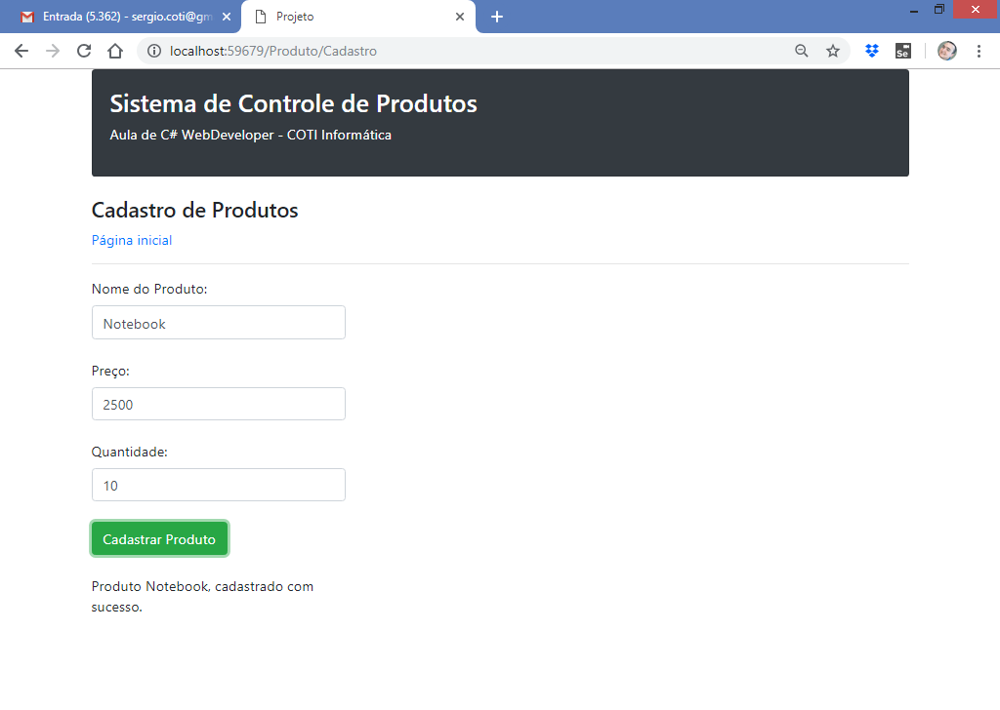 Entrada (5.362) - sergio.coti@gm
Projeto
localhost:59679/Produto/Cadastro
Se
Sistema de Controle de Produtos
Aula de C# WebDeveloper - COTI Informática
Cadastro de Produtos
Página inicial
Nome do Produto:
Notebook
Preço:
2500
Quantidade:
10
Cadastrar Produto
Produto Notebook, cadastrado com
sucesso.